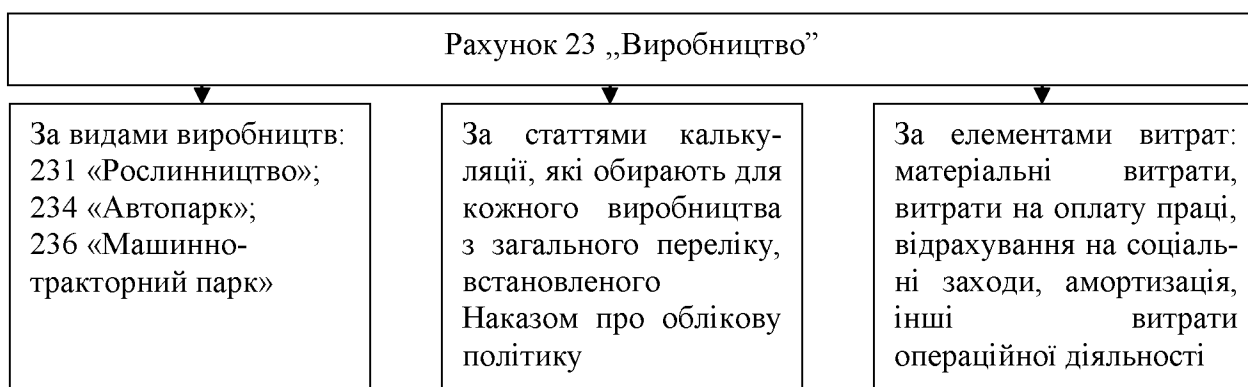 Рахунок 23 „Виробництво”
За видами виробництв:
231 «Рослинництво»;
234 «Автопарк»;
236 «Машинно-
тракторний парк»
За статтями кальку-
ляції, які обирають для
кожного виробництва
з загального переліку,
встановленого
Наказом про облікову
політику
За елементами витрат:
матеріальні витрати,
витрати на оплату праці,
відрахування на соціаль-
ні заходи, амортизація,
інші витрати
операційної діяльності